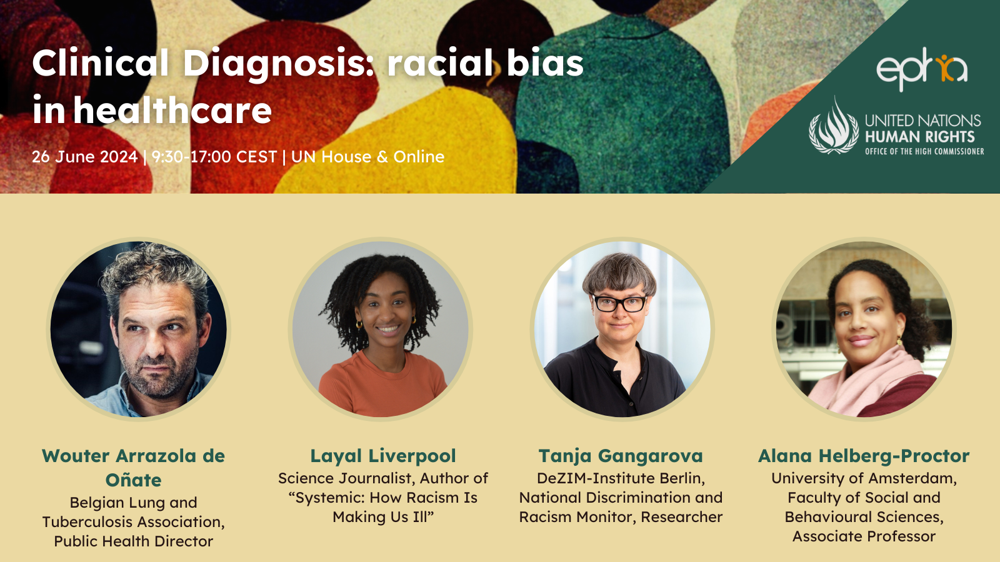 Clinical Diagnosis: racial bias
in healthcare
26 June 2024 | 9:30-17:00 CEST | UN House & Online
epha
UNITED NATIONS
HUMAN RIGHTS
OFFICE OF THE HIGH COMMISSIONER
Wouter Arrazola de
Oñate
Belgian Lung and
Tuberculosis Association,
Public Health Director
Layal Liverpool
Science Journalist, Author of
“Systemic: How Racism Is
Making Us Ill”
Tanja Gangarova
DeZIM-Institute Berlin,
National Discrimination and
Racism Monitor, Researcher
Alana Helberg-Proctor
University of Amsterdam,
Faculty of Social and
Behavioural Sciences,
Associate Professor